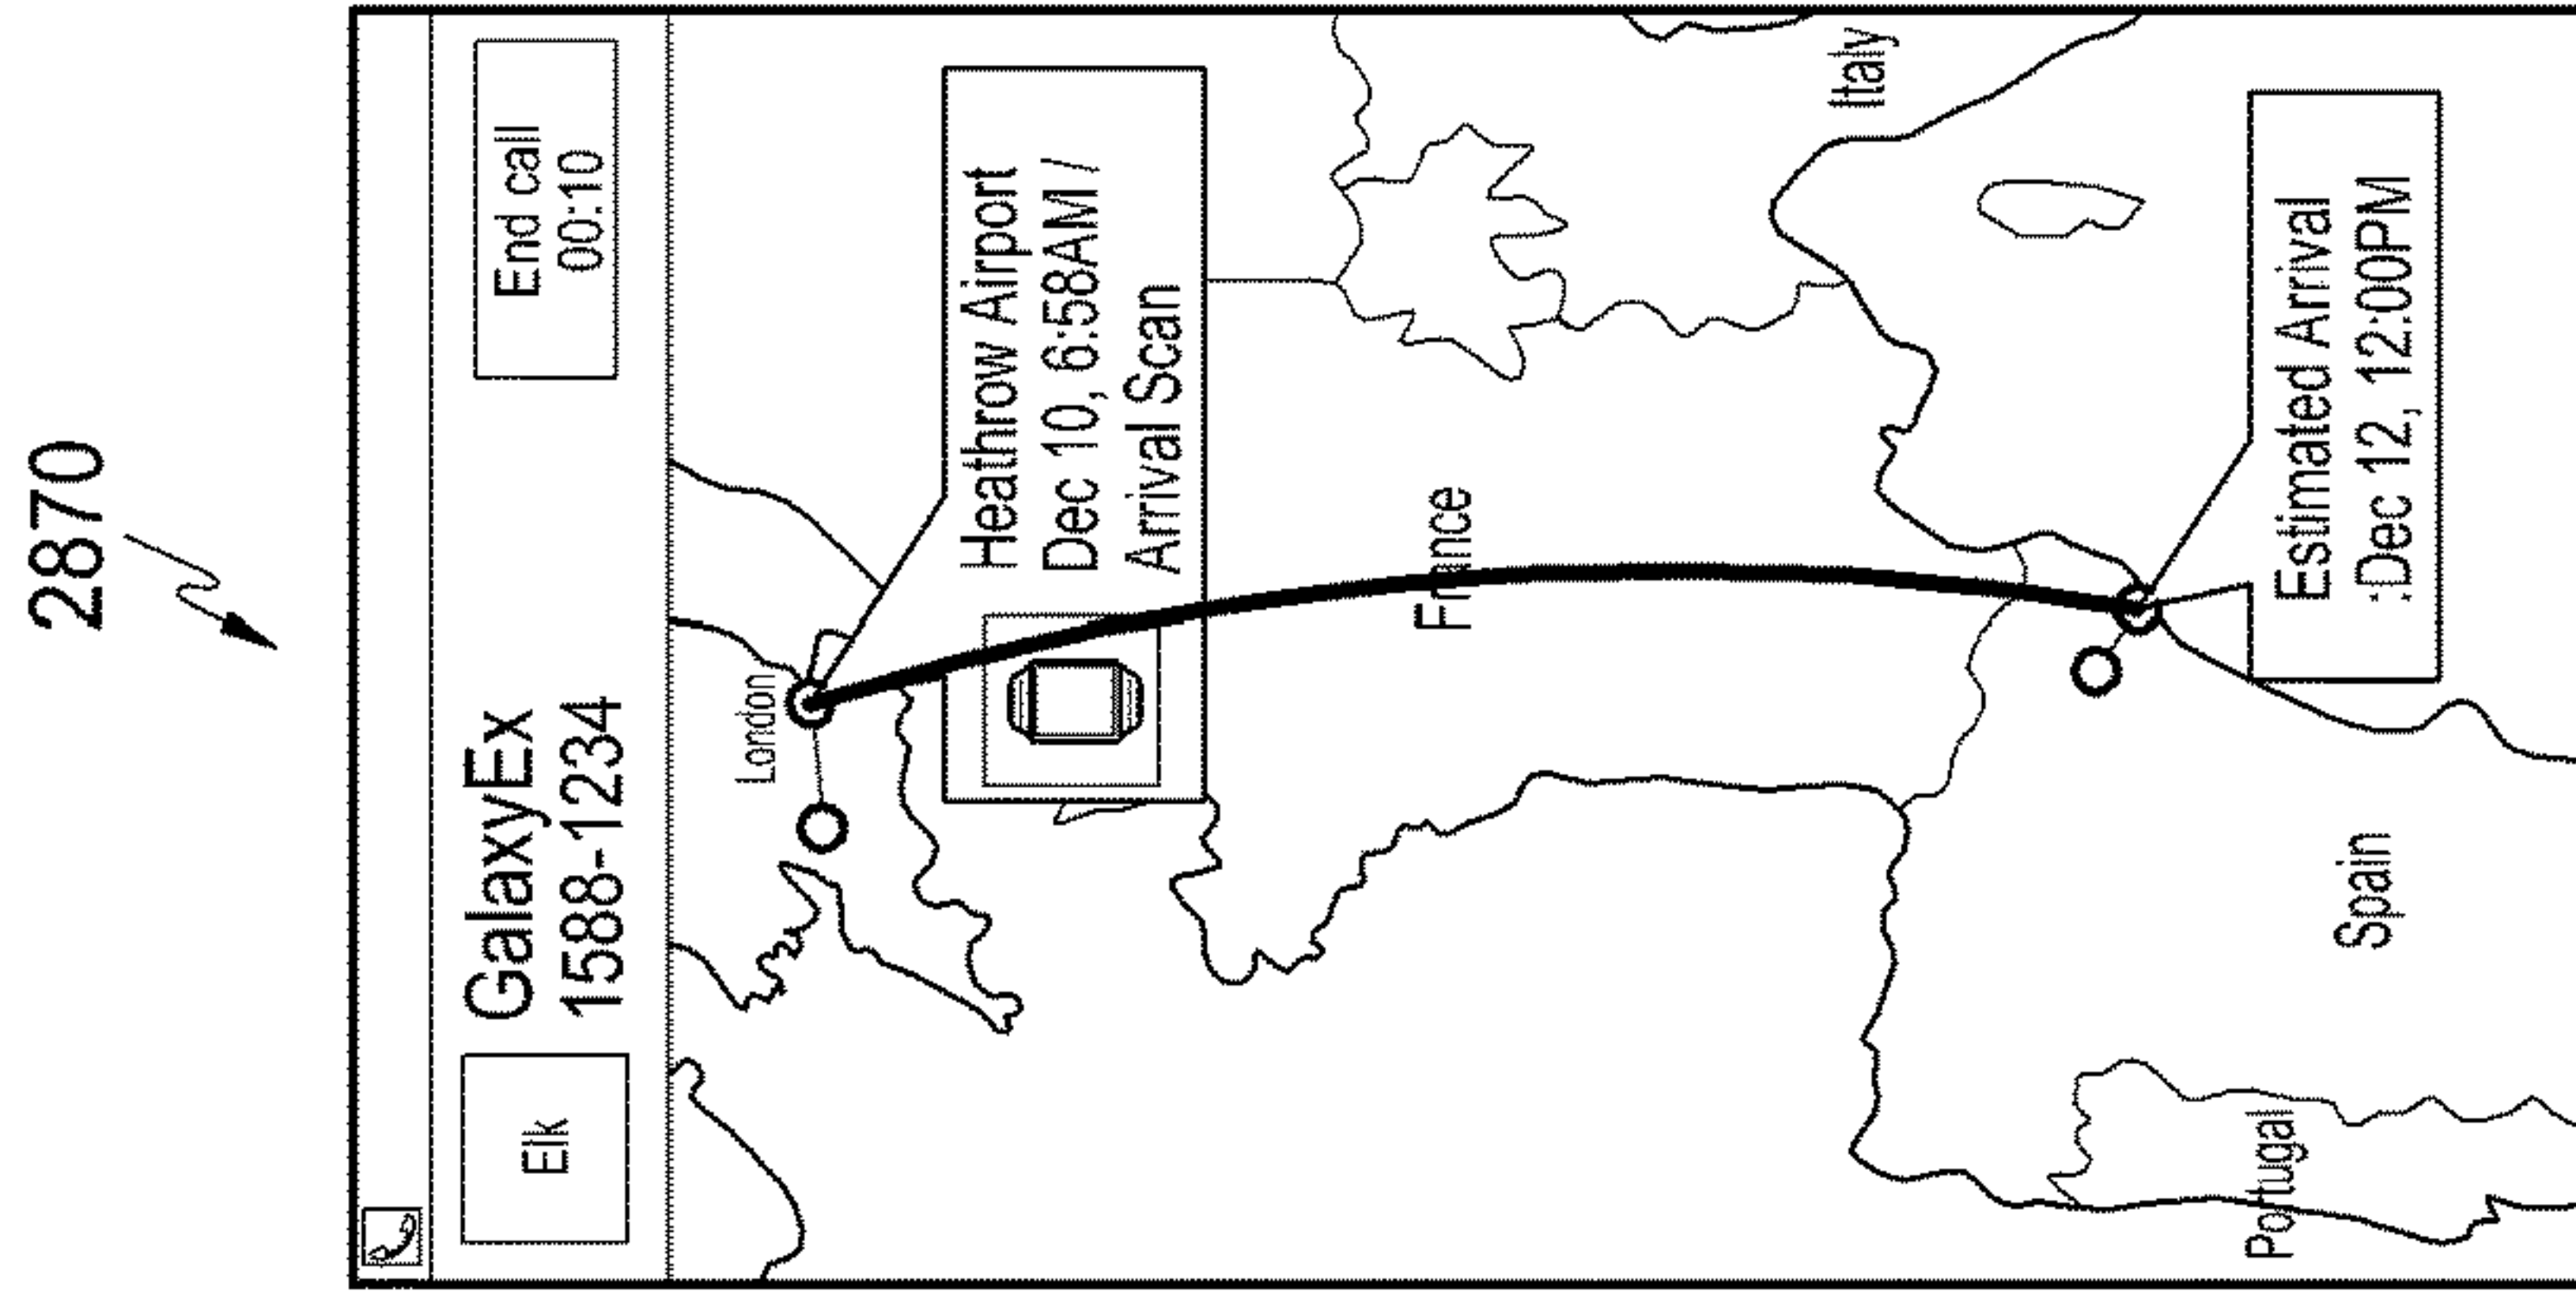 2870
Elk
GalaxyEx
1588-1234
End call
00:10
London
Heathrow Airport
Dec 10, 6:58AM /
Arrival Scan
France
Italy
Estimated Arrival
:Dec 12, 12:00PM
Spain
Portugal